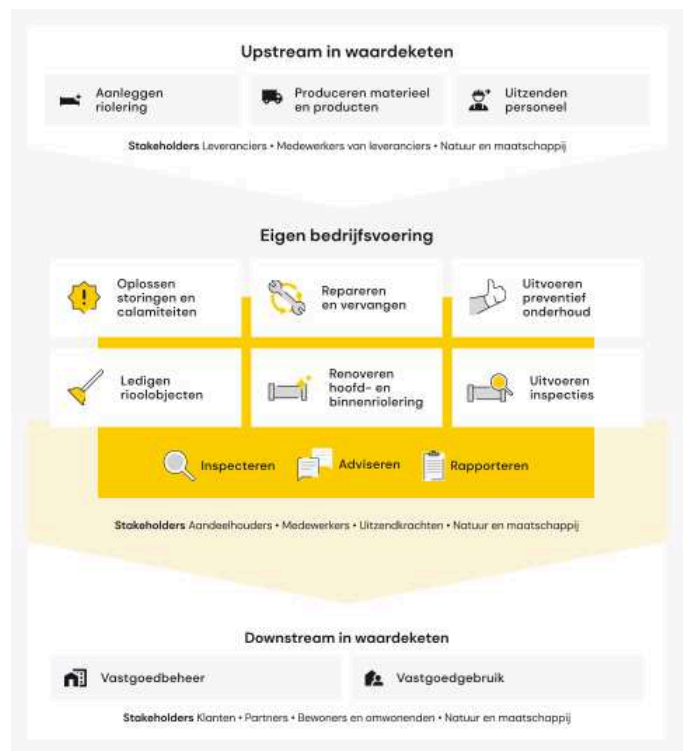 Upstream in waardeketen
Aanleggen
riolering
Produceren materieel
en producten
Uitzenden
personeel
Stakeholders Leveranciers • Medewerkers van leveranciers • Natuur en maatschappij
Eigen bedrijfsvoering
Oplossen
storingen en
calamiteiten
Repareren
en vervangen
Uitvoeren
preventief
onderhoud
Ledigen
rioolobjecten
Renoveren
hoofd- en
binnenriolering
Uitvoeren
inspecties
Inspecteren
Adviseren
Rapporteren
Stakeholders Aandeelhouders • Medewerkers • Uitzendkrachten • Natuur en maatschappij
Downstream in waardeketen
Vastgoedbeheer
Vastgoedgebruik
Stakeholders Klanten • Partners • Bewoners en omwonenden • Natuur en maatschappij